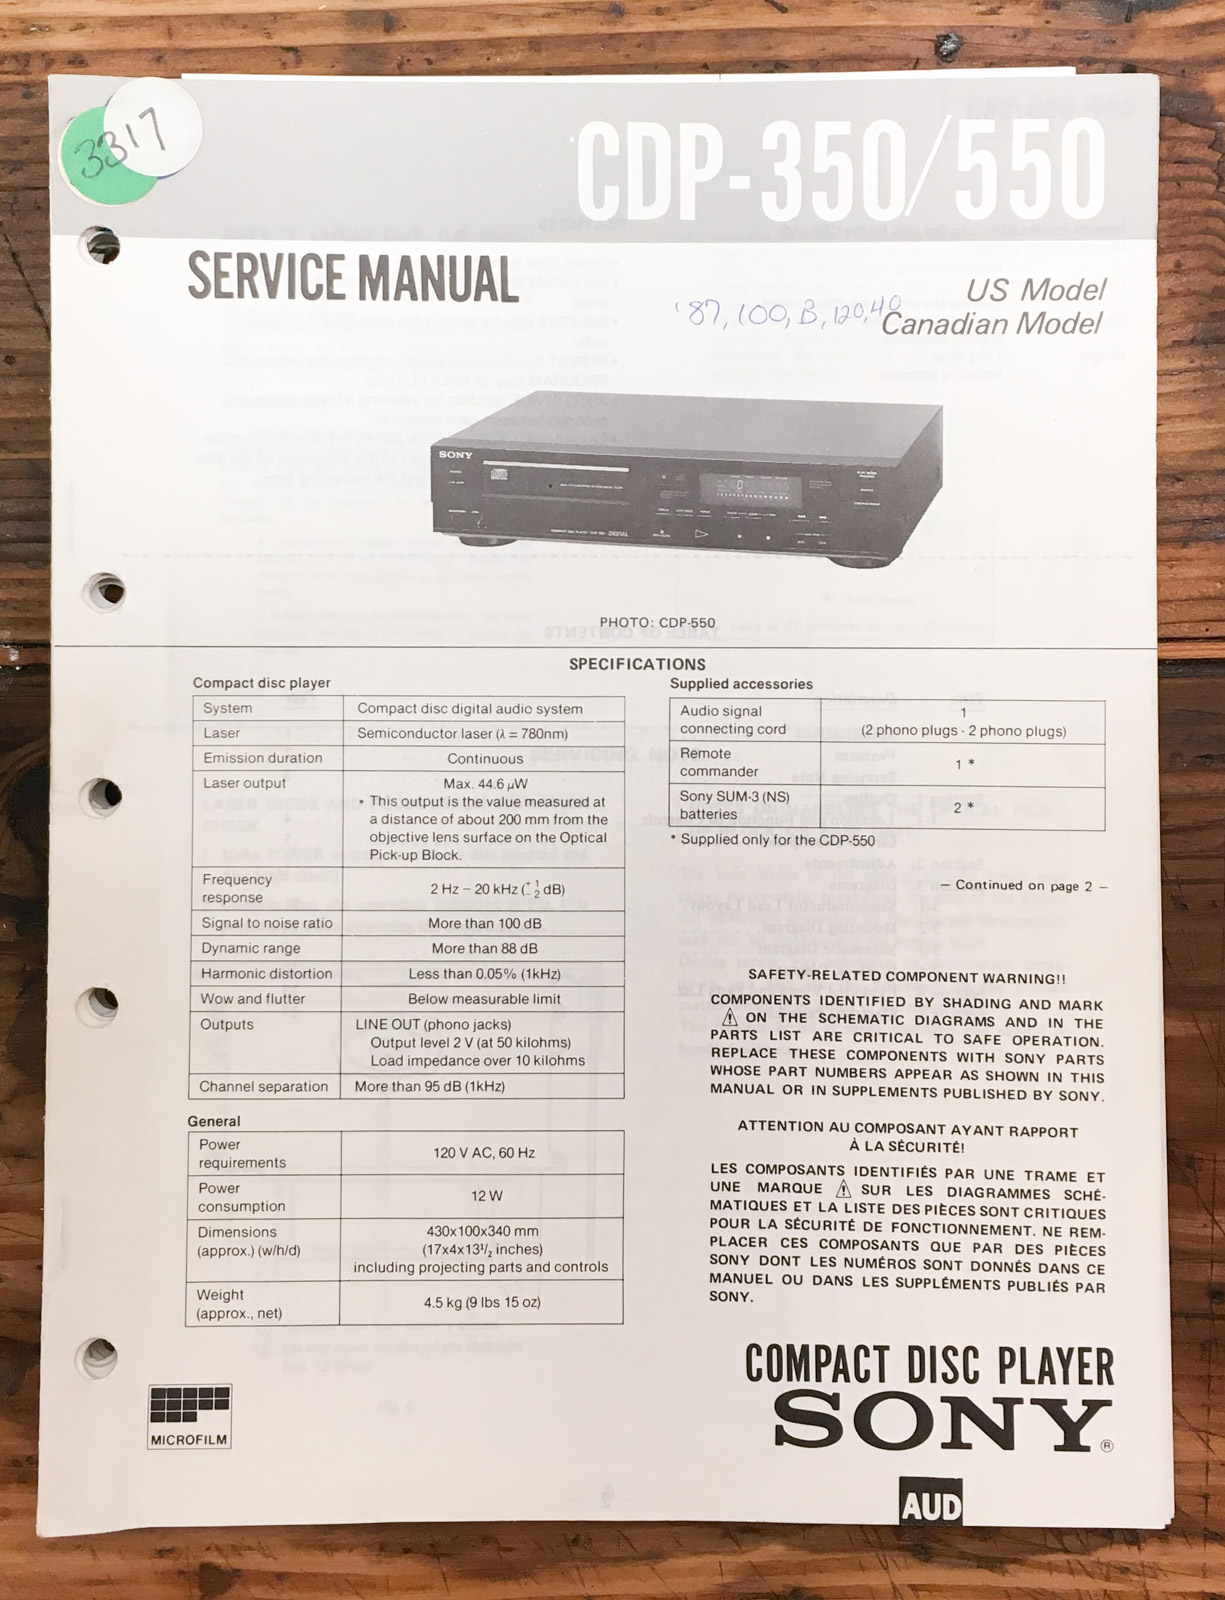 3317
CDP-350/550
SERVICE MANUAL
US Model
Canadian Model
'87, 100, B, 120, 40
SONY
DIGITAL
PHOTO: CDP-550
SPECIFICATIONS
Compact disc player
System Compact disc digital audio system
Laser Semiconductor laser (λ = 780nm)
Emission duration Continuous
Laser output Max. 44.6 μW
• This output is the value measured at
a distance of about 200 mm from the
objective lens surface on the Optical
Pick-up Block.
Frequency
response
2 Hz – 20 kHz (+1 −2 dB)
Signal to noise ratio More than 100 dB
Dynamic range More than 88 dB
Harmonic distortion Less than 0.05% (1kHz)
Wow and flutter Below measurable limit
Outputs LINE OUT (phono jacks)
Output level 2 V (at 50 kilohms)
Load impedance over 10 kilohms
Channel separation More than 95 dB (1kHz)
General
Power
requirements
120 V AC, 60 Hz
Power
consumption
12 W
Dimensions
(approx.) (w/h/d)
430x100x340 mm
(17x4x13 1/2 inches)
including projecting parts and controls
Weight
(approx., net)
4.5 kg (9 lbs 15 oz)
MICROFILM
Supplied accessories
Audio signal
connecting cord
1
(2 phono plugs · 2 phono plugs)
Remote
commander
1 *
Sony SUM-3 (NS)
batteries
2 *
* Supplied only for the CDP-550
– Continued on page 2 –
SAFETY-RELATED COMPONENT WARNING!!
COMPONENTS IDENTIFIED BY SHADING AND MARK
⚠ ON THE SCHEMATIC DIAGRAMS AND IN THE
PARTS LIST ARE CRITICAL TO SAFE OPERATION.
REPLACE THESE COMPONENTS WITH SONY PARTS
WHOSE PART NUMBERS APPEAR AS SHOWN IN THIS
MANUAL OR IN SUPPLEMENTS PUBLISHED BY SONY.
ATTENTION AU COMPOSANT AYANT RAPPORT
À LA SÉCURITÉ!
LES COMPOSANTS IDENTIFIÉS PAR UNE TRAME ET
UNE MARQUE ⚠ SUR LES DIAGRAMMES SCHÉ-
MATIQUES ET LA LISTE DES PIÈCES SONT CRITIQUES
POUR LA SÉCURITÉ DE FONCTIONNEMENT. NE REM-
PLACER CES COMPOSANTS QUE PAR DES PIÈCES
SONY DONT LES NUMÉROS SONT DONNÉS DANS CE
MANUEL OU DANS LES SUPPLÉMENTS PUBLIÉS PAR
SONY.
COMPACT DISC PLAYER
SONY®
AUD